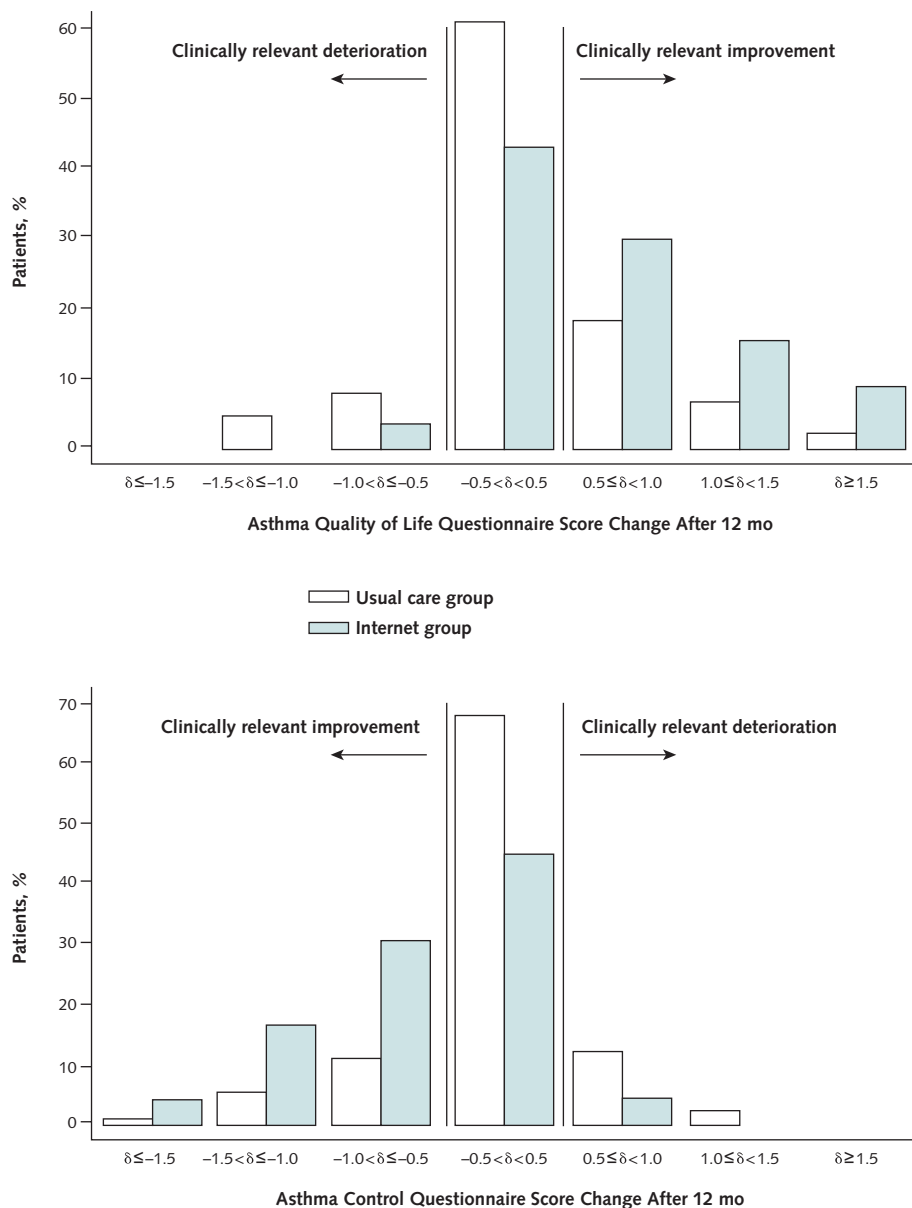 60
Clinically relevant deterioration
Clinically relevant improvement
50
40
Patients, %
30
20
10
0
δ≤–1.5
–1.5<δ≤–1.0
–1.0<δ≤–0.5
–0.5<δ<0.5
0.5≤δ<1.0
1.0≤δ<1.5
δ≥1.5
Asthma Quality of Life Questionnaire Score Change After 12 mo
Usual care group
Internet group
70
Clinically relevant improvement
Clinically relevant deterioration
60
50
40
Patients, %
30
20
10
0
δ≤–1.5
–1.5<δ≤–1.0
–1.0<δ≤–0.5
–0.5<δ<0.5
0.5≤δ<1.0
1.0≤δ<1.5
δ≥1.5
Asthma Control Questionnaire Score Change After 12 mo